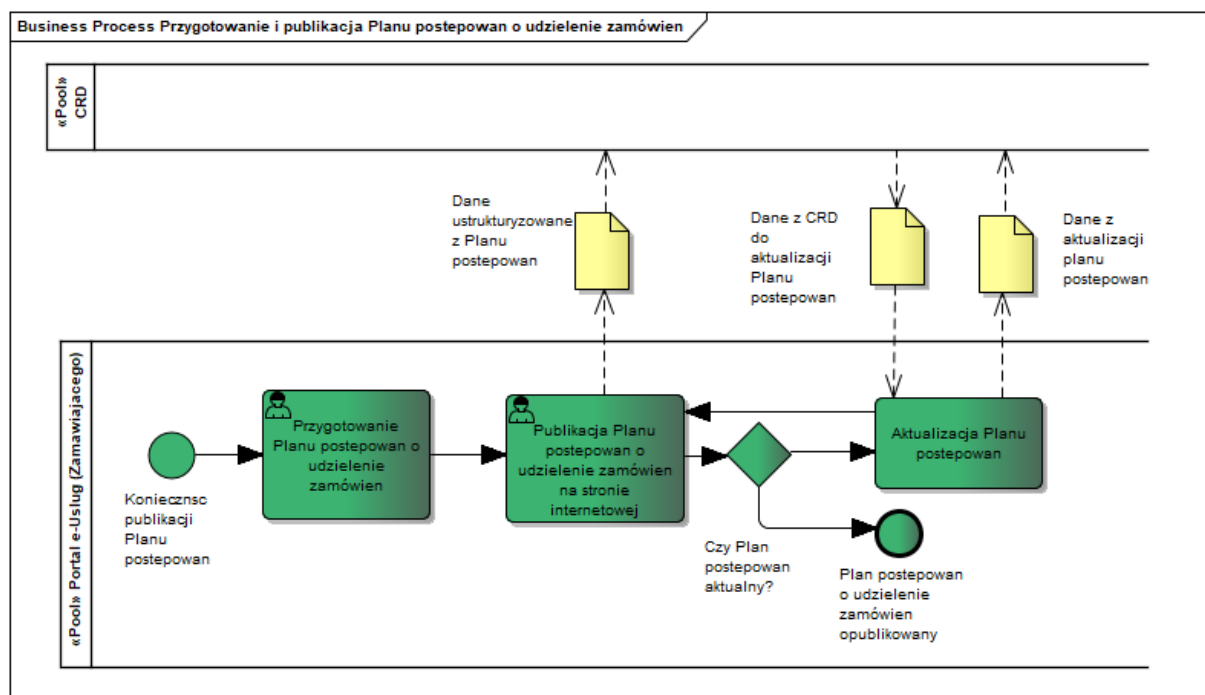 Business Process Przygotowanie i publikacja Planu postepowan o udzielenie zamówien
«Pool»
CRD
Dane
ustrukturyzowane
z Planu
postepowan
Dane z CRD
do
aktualizacji
Planu
postepowan
Dane z
aktualizacji
planu
postepowan
«Pool» Portal e-Uslug (Zamawiajacego)
Koniecznsc
publikacji
Planu
postepowan
Przygotowanie
Planu postepowan o
udzielenie
zamówien
Publikacja Planu
postepowan o
udzielenie zamówien
na stronie
internetowej
Czy Plan
postepowan
aktualny?
Aktualizacja Planu
postepowan
Plan postepowan
o udzielenie
zamówien
opublikowany